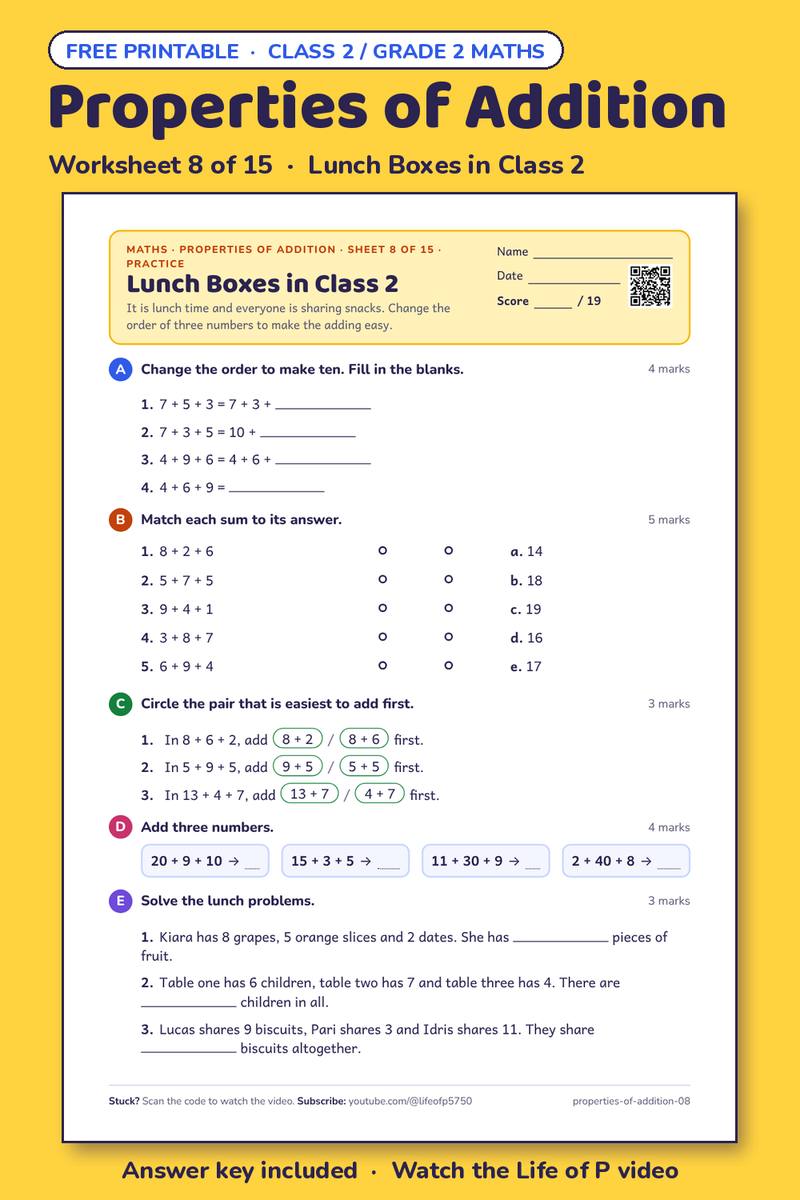 FREE PRINTABLE · CLASS 2 / GRADE 2 MATHS
Properties of Addition
Worksheet 8 of 15 · Lunch Boxes in Class 2
MATHS · PROPERTIES OF ADDITION · SHEET 8 OF 15 ·
PRACTICE
Lunch Boxes in Class 2
It is lunch time and everyone is sharing snacks. Change the
order of three numbers to make the adding easy.
Name ____________
Date ____________
Score ______ / 19
A Change the order to make ten. Fill in the blanks. 4 marks
1. 7 + 5 + 3 = 7 + 3 + ____________
2. 7 + 3 + 5 = 10 + ____________
3. 4 + 9 + 6 = 4 + 6 + ____________
4. 4 + 6 + 9 = ____________
B Match each sum to its answer. 5 marks
1. 8 + 2 + 6 a. 14
2. 5 + 7 + 5 b. 18
3. 9 + 4 + 1 c. 19
4. 3 + 8 + 7 d. 16
5. 6 + 9 + 4 e. 17
C Circle the pair that is easiest to add first. 3 marks
1. In 8 + 6 + 2, add 8 + 2 / 8 + 6 first.
2. In 5 + 9 + 5, add 9 + 5 / 5 + 5 first.
3. In 13 + 4 + 7, add 13 + 7 / 4 + 7 first.
D Add three numbers. 4 marks
20 + 9 + 10 → __ 15 + 3 + 5 → __ 11 + 30 + 9 → __ 2 + 40 + 8 → __
E Solve the lunch problems. 3 marks
1. Kiara has 8 grapes, 5 orange slices and 2 dates. She has ____________ pieces of
fruit.
2. Table one has 6 children, table two has 7 and table three has 4. There are
____________ children in all.
3. Lucas shares 9 biscuits, Pari shares 3 and Idris shares 11. They share
____________ biscuits altogether.
Stuck? Scan the code to watch the video. Subscribe: youtube.com/@lifeofp5750 properties-of-addition-08
Answer key included · Watch the Life of P video